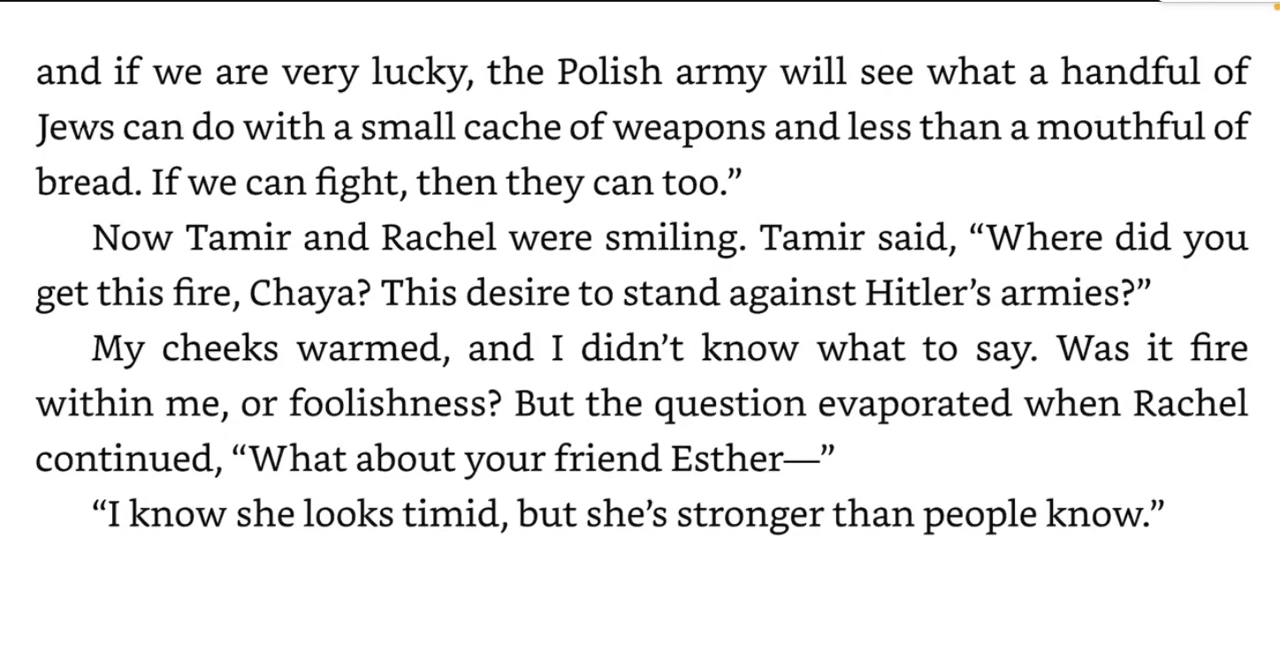 and if we are very lucky, the Polish army will see what a handful of
Jews can do with a small cache of weapons and less than a mouthful of
bread. If we can fight, then they can too.”
Now Tamir and Rachel were smiling. Tamir said, “Where did you
get this fire, Chaya? This desire to stand against Hitler’s armies?”
My cheeks warmed, and I didn’t know what to say. Was it fire
within me, or foolishness? But the question evaporated when Rachel
continued, “What about your friend Esther—”
“I know she looks timid, but she’s stronger than people know.”